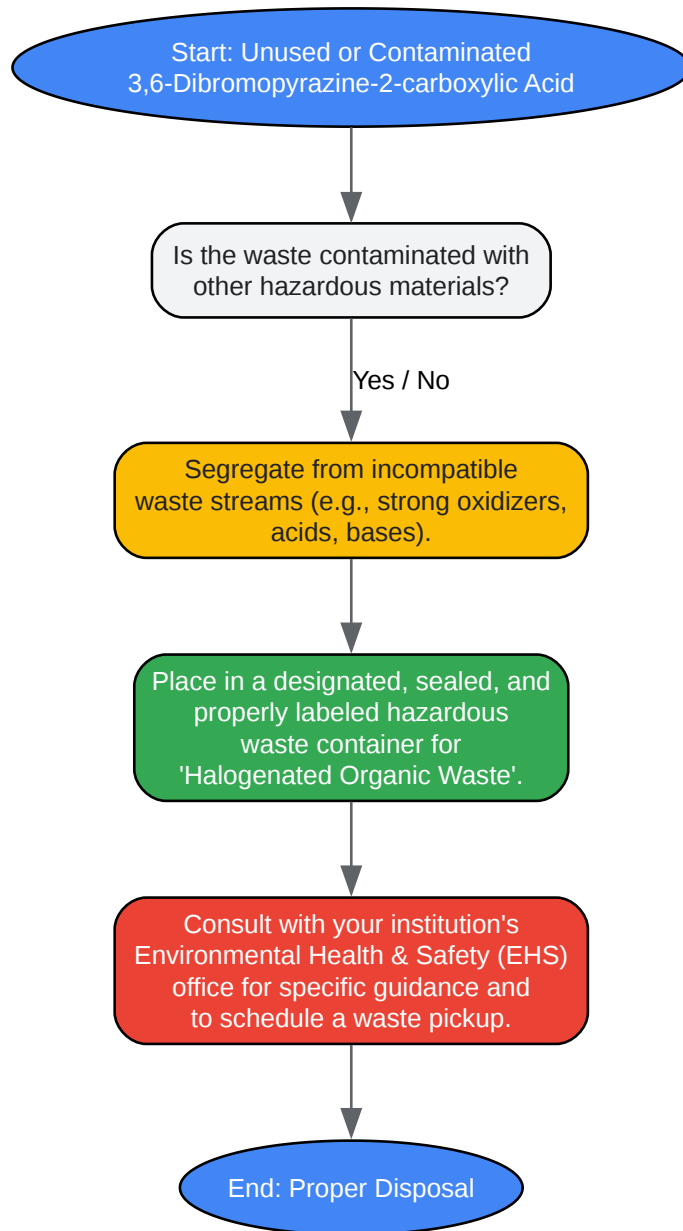 Start: Unused or Contaminated
3,6-Dibromopyrazine-2-carboxylic Acid
Is the waste contaminated with
other hazardous materials?
Yes / No
Segregate from incompatible
waste streams (e.g., strong oxidizers,
acids, bases).
Place in a designated, sealed, and
properly labeled hazardous
waste container for
'Halogenated Organic Waste'.
Consult with your institution's
Environmental Health & Safety (EHS)
office for specific guidance and
to schedule a waste pickup.
End: Proper Disposal